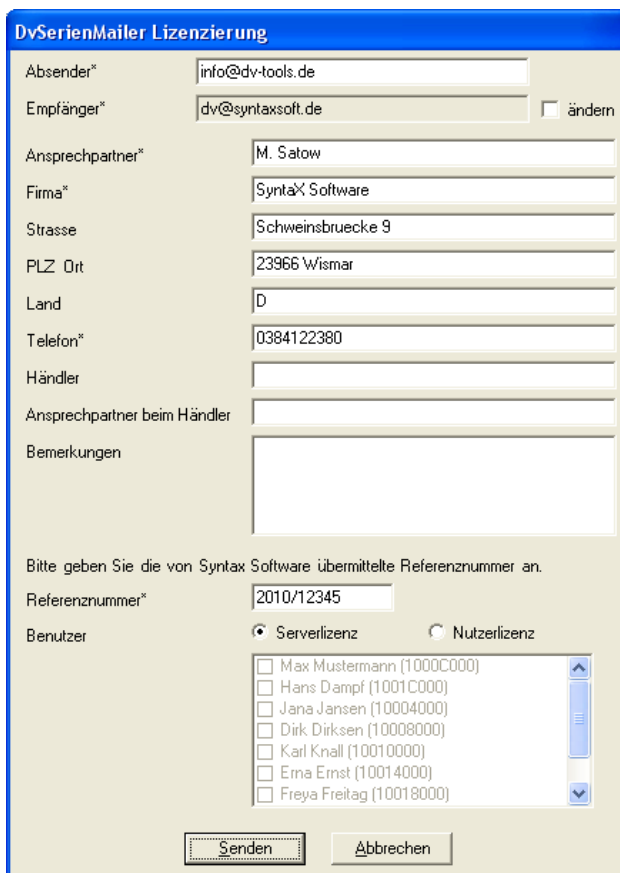 DvSerienMailer Lizenzierung
Absender* info@dv-tools.de
Empfänger* dv@syntaxsoft.de ändern
Ansprechpartner* M. Satow
Firma* SyntaX Software
Strasse Schweinsbruecke 9
PLZ Ort 23966 Wismar
Land D
Telefon* 0384122380
Händler
Ansprechpartner beim Händler
Bemerkungen
Bitte geben Sie die von Syntax Software übermittelte Referenznummer an.
Referenznummer* 2010/12345
Benutzer Serverlizenz Nutzerlizenz
Max Mustermann (1000C000)
Hans Dampf (1001C000)
Jana Jansen (10004000)
Dirk Dirksen (10008000)
Karl Knall (10010000)
Erna Ernst (10014000)
Freya Freitag (10018000)
Senden Abbrechen